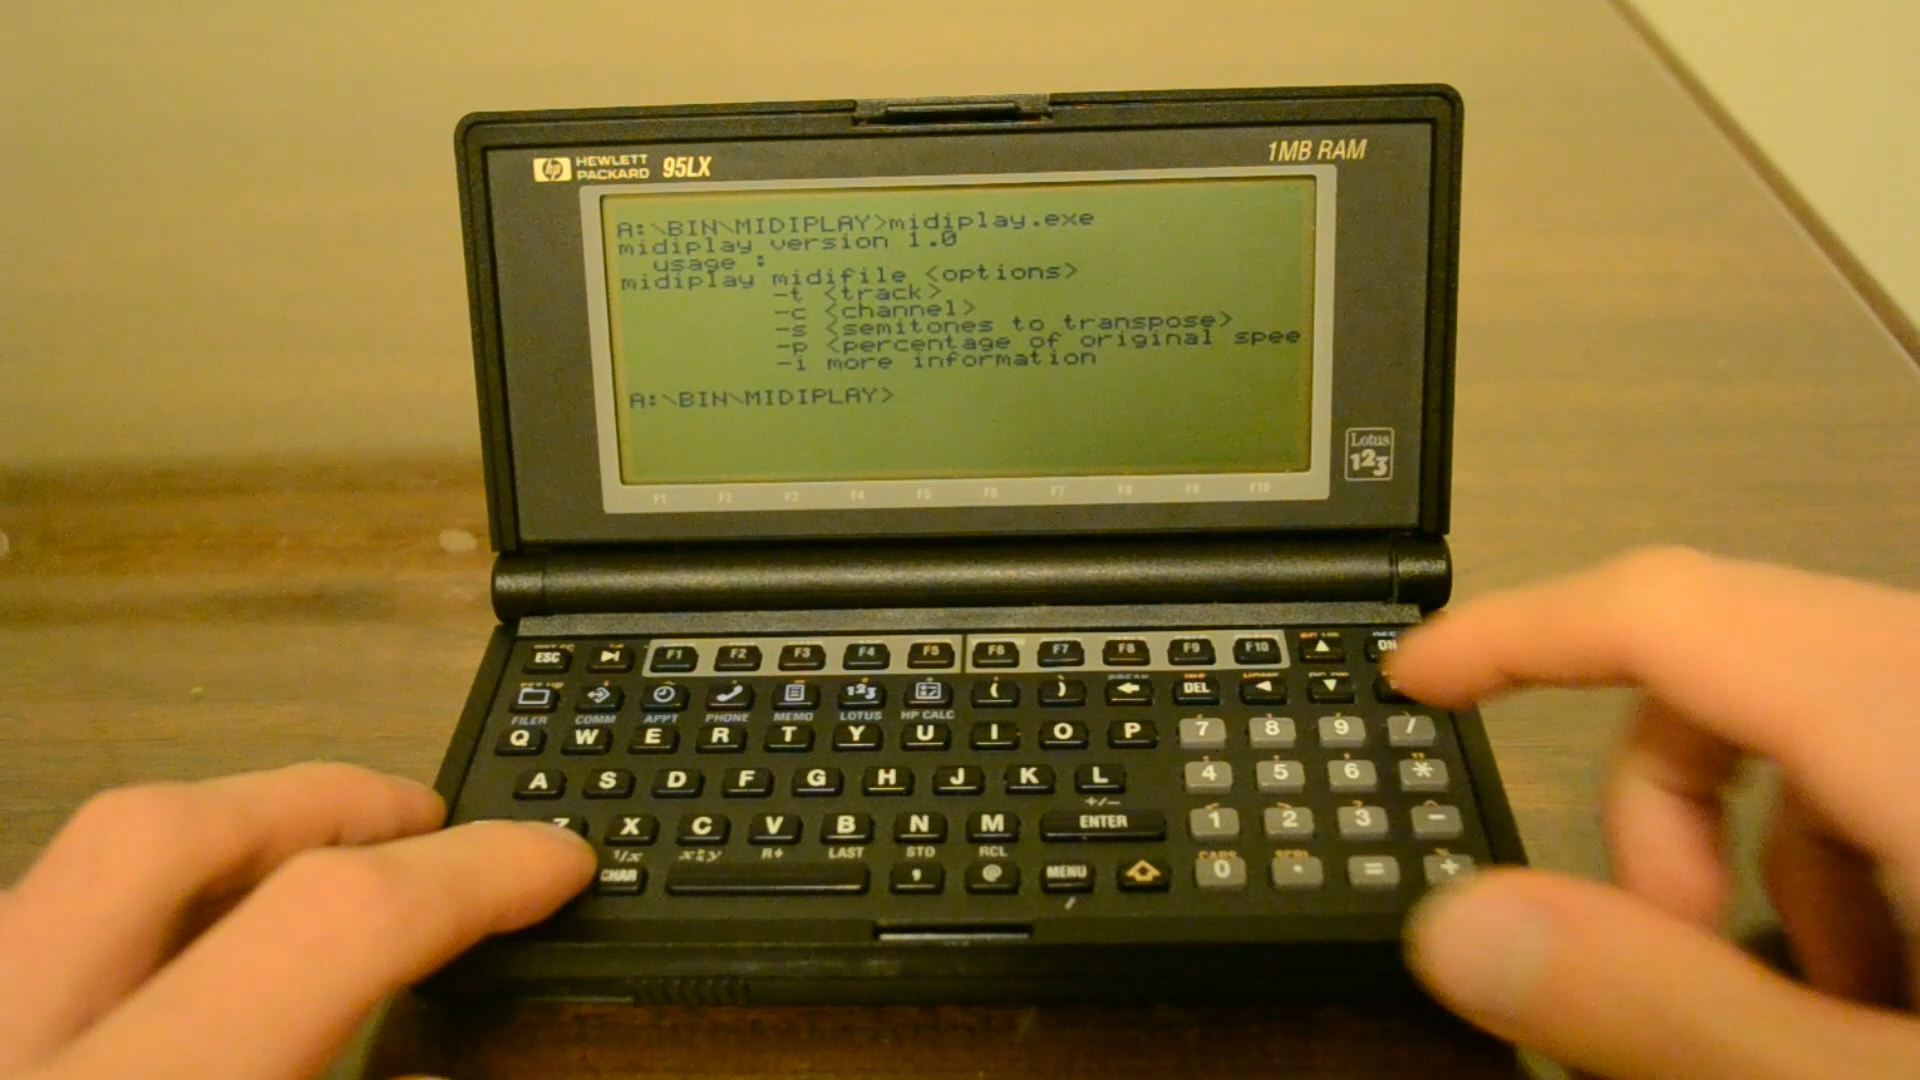 HEWLETT
PACKARD 95LX
1MB RAM
A:\BIN\MIDIPLAY>midiplay.exe
midiplay version 1.0
usage :
midiplay midifile <options>
-t <track>
-c <channel>
-s <semitones to transpose>
-p <percentage of original spee
-i more information
A:\BIN\MIDIPLAY>
Lotus
123
F1 F2 F3 F4 F5 F6 F7 F8 F9 F10
ESC F1 F2 F3 F4 F5 F6 F7 F8 F9 F10 ON
123 ( ) DEL
FILER COMM APPT PHONE MEMO LOTUS HP CALC
Q W E R T Y U I O P 7 8 9 /
A S D F G H J K L 4 5 6 *
+/-
Z X C V B N M ENTER 1 2 3 -
1/x R+ LAST STO RCL
CHAR , @ MENU 0 . = +